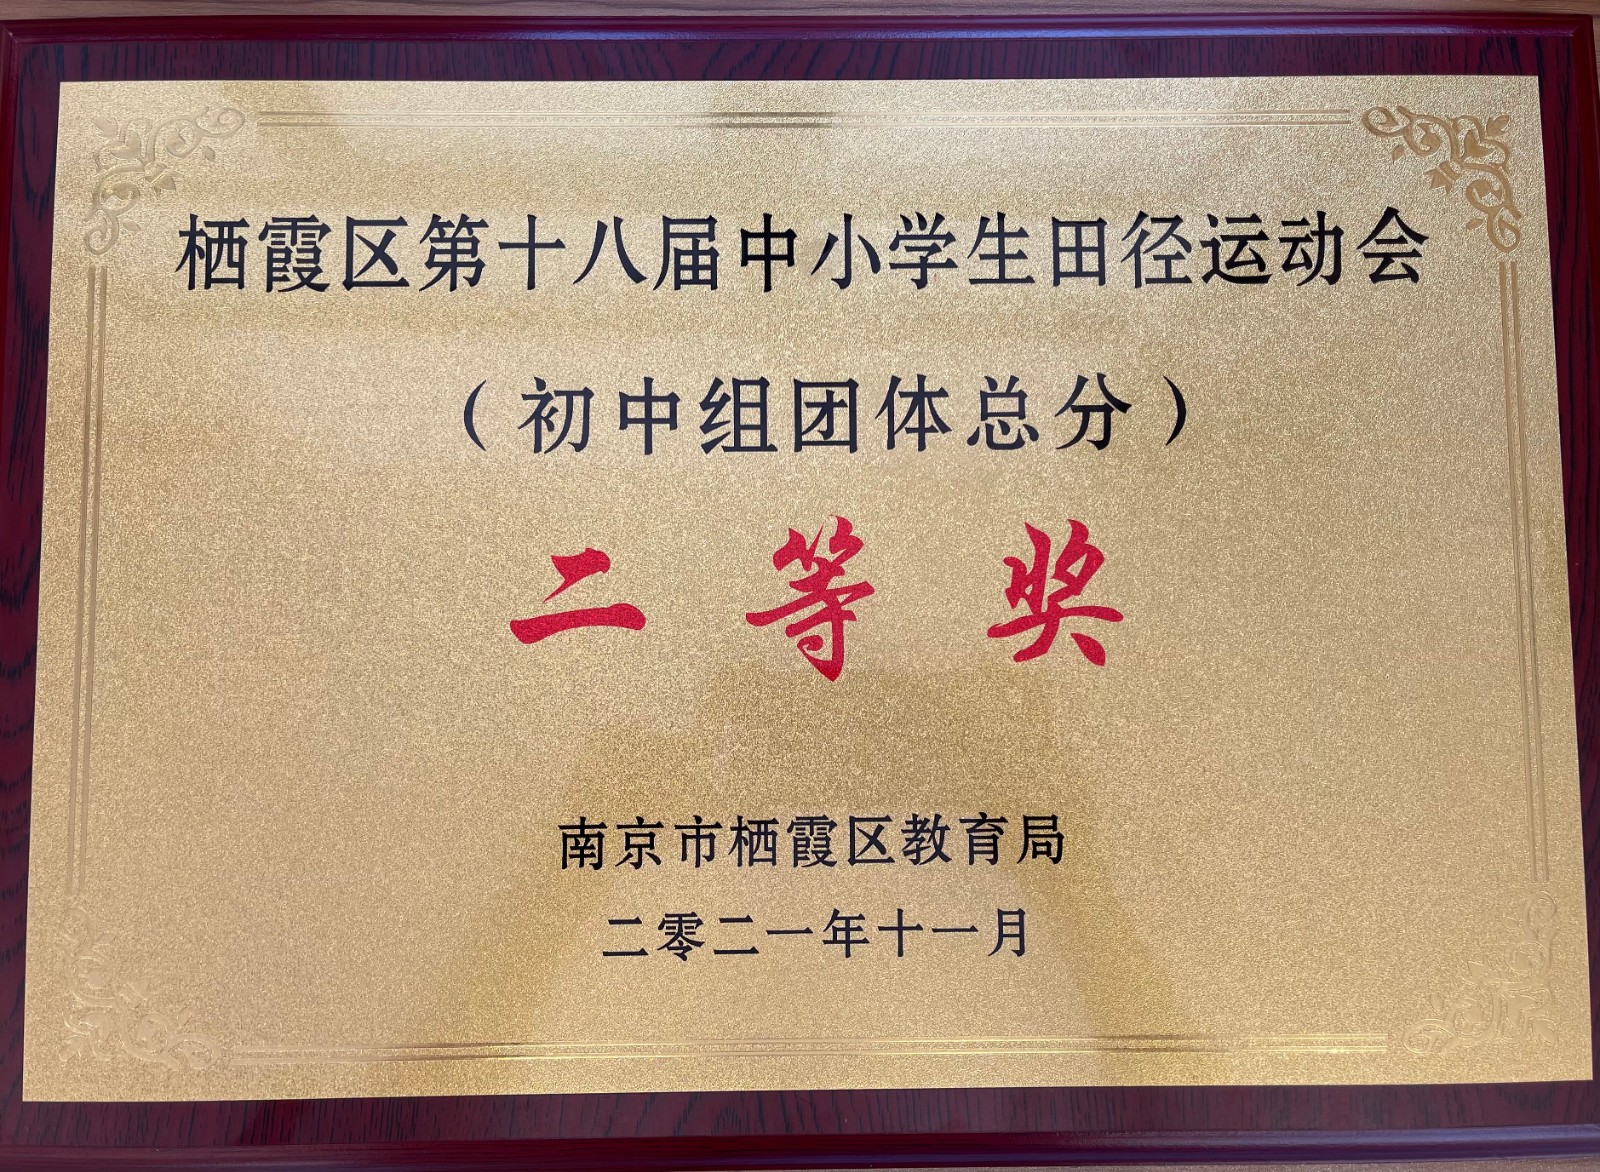 栖霞区第十八届中小学生田径运动会
（初中组团体总分）
二等奖
南京市栖霞区教育局
二零二一年十一月